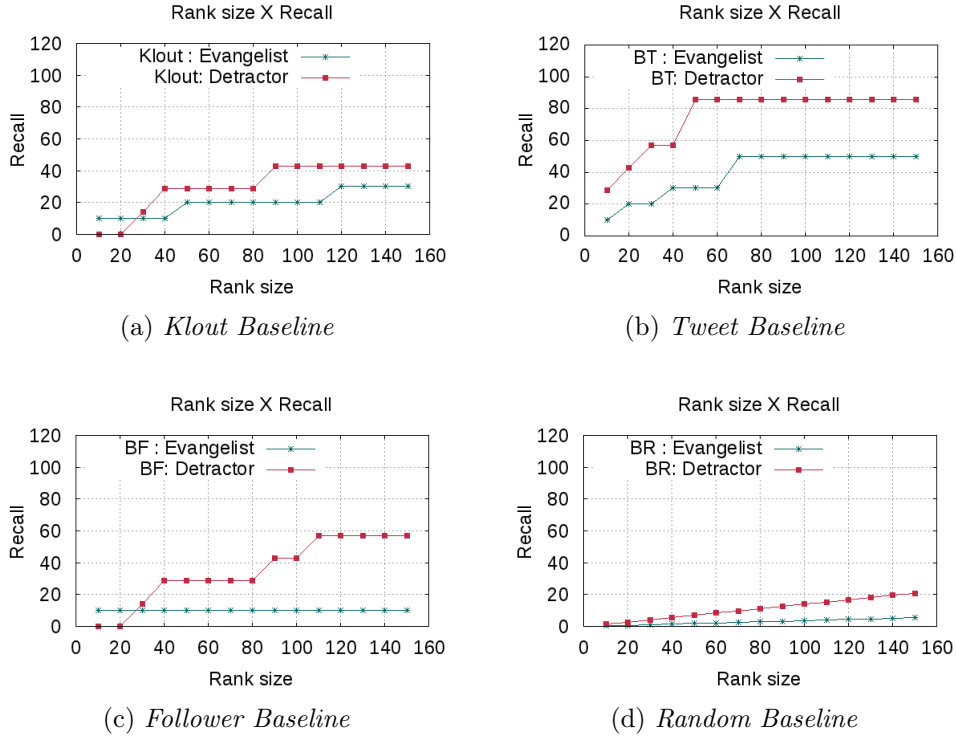 Rank size X Recall
120
100
80
60
40
20
0
Recall
Klout : Evangelist
Klout: Detractor
0 20 40 60 80 100 120 140 160
Rank size
(a) Klout Baseline
Rank size X Recall
120
100
80
60
40
20
0
Recall
BT : Evangelist
BT: Detractor
0 20 40 60 80 100 120 140 160
Rank size
(b) Tweet Baseline
Rank size X Recall
120
100
80
60
40
20
0
Recall
BF : Evangelist
BF: Detractor
0 20 40 60 80 100 120 140 160
Rank size
(c) Follower Baseline
Rank size X Recall
120
100
80
60
40
20
0
Recall
BR : Evangelist
BR: Detractor
0 20 40 60 80 100 120 140 160
Rank size
(d) Random Baseline